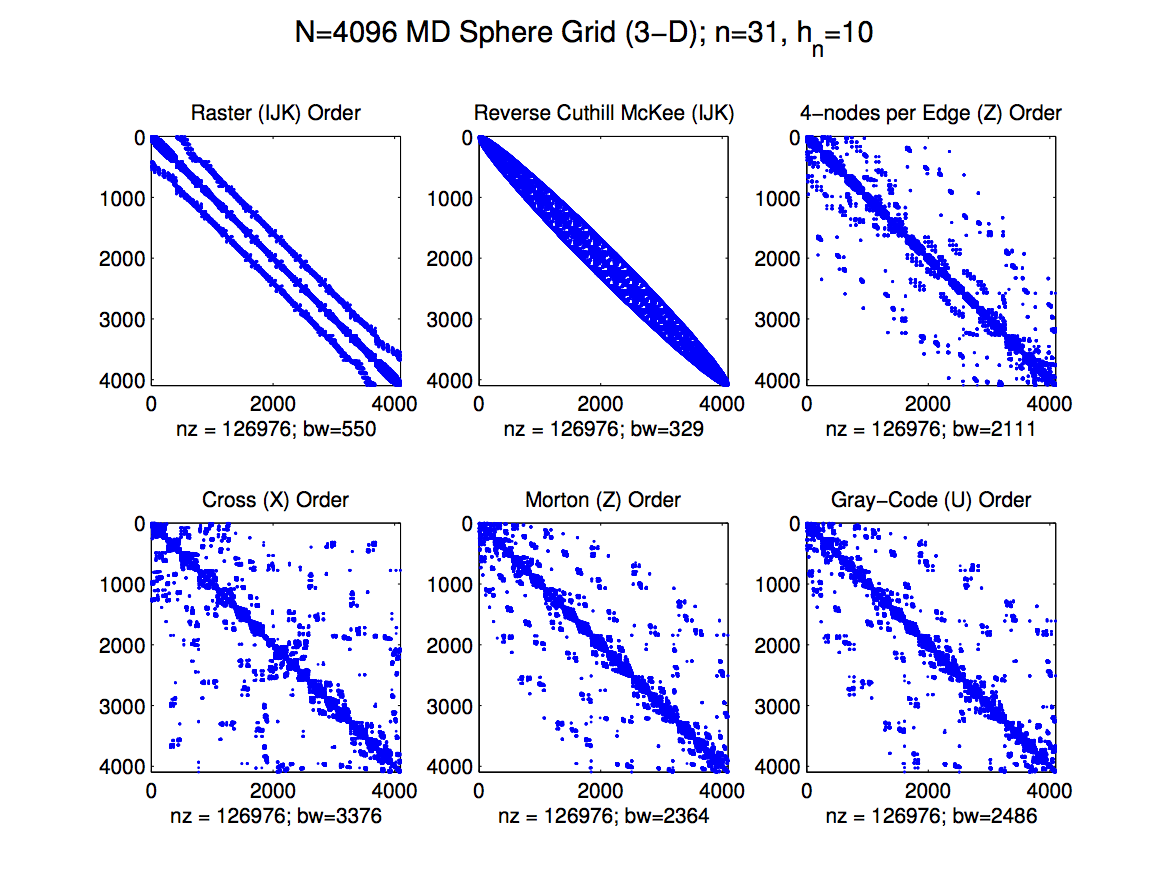 N=4096 MD Sphere Grid (3−D); n=31, hn=10
Raster (IJK) Order
0
1000
2000
3000
4000
0 2000 4000
nz = 126976; bw=550
Reverse Cuthill McKee (IJK)
0
1000
2000
3000
4000
0 2000 4000
nz = 126976; bw=329
4−nodes per Edge (Z) Order
0
1000
2000
3000
4000
0 2000 4000
nz = 126976; bw=2111
Cross (X) Order
0
1000
2000
3000
4000
0 2000 4000
nz = 126976; bw=3376
Morton (Z) Order
0
1000
2000
3000
4000
0 2000 4000
nz = 126976; bw=2364
Gray−Code (U) Order
0
1000
2000
3000
4000
0 2000 4000
nz = 126976; bw=2486